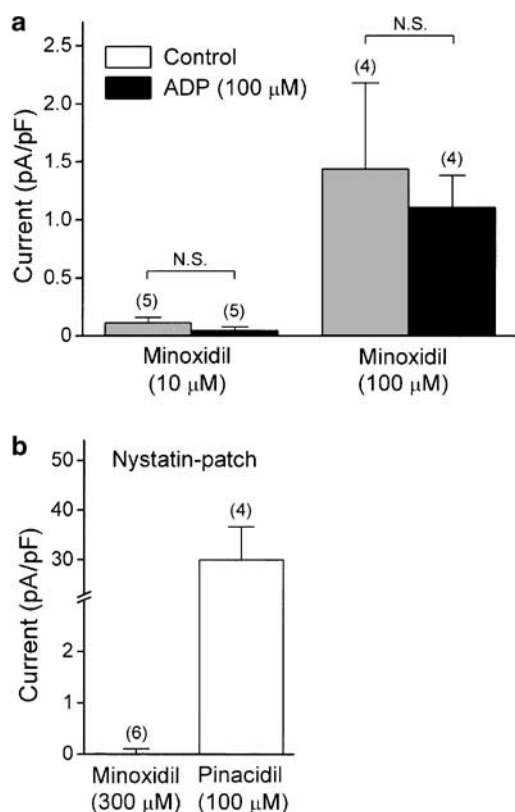 a
Control
ADP (100 μM)
N.S.
(4)
(4)
N.S.
(5)
(5)
Current (pA/pF)
2.5
2.0
1.5
1.0
0.5
0
Minoxidil
(10 μM)
Minoxidil
(100 μM)
b
Nystatin-patch
Current (pA/pF)
50
40
30
2
1
0
(4)
(6)
Minoxidil
(300 μM)
Pinacidil
(100 μM)